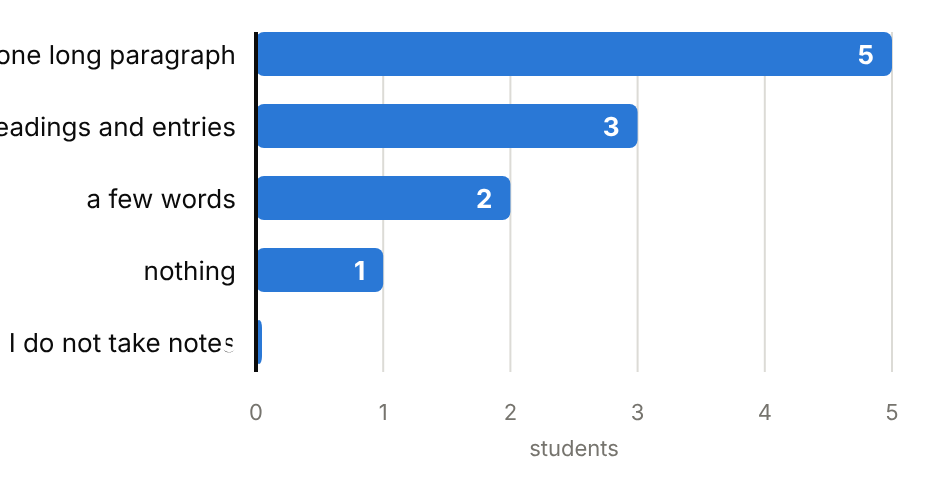 one long paragraph
5
eadings and entries
3
a few words
2
nothing
1
I do not take notes
0 1 2 3 4 5
students